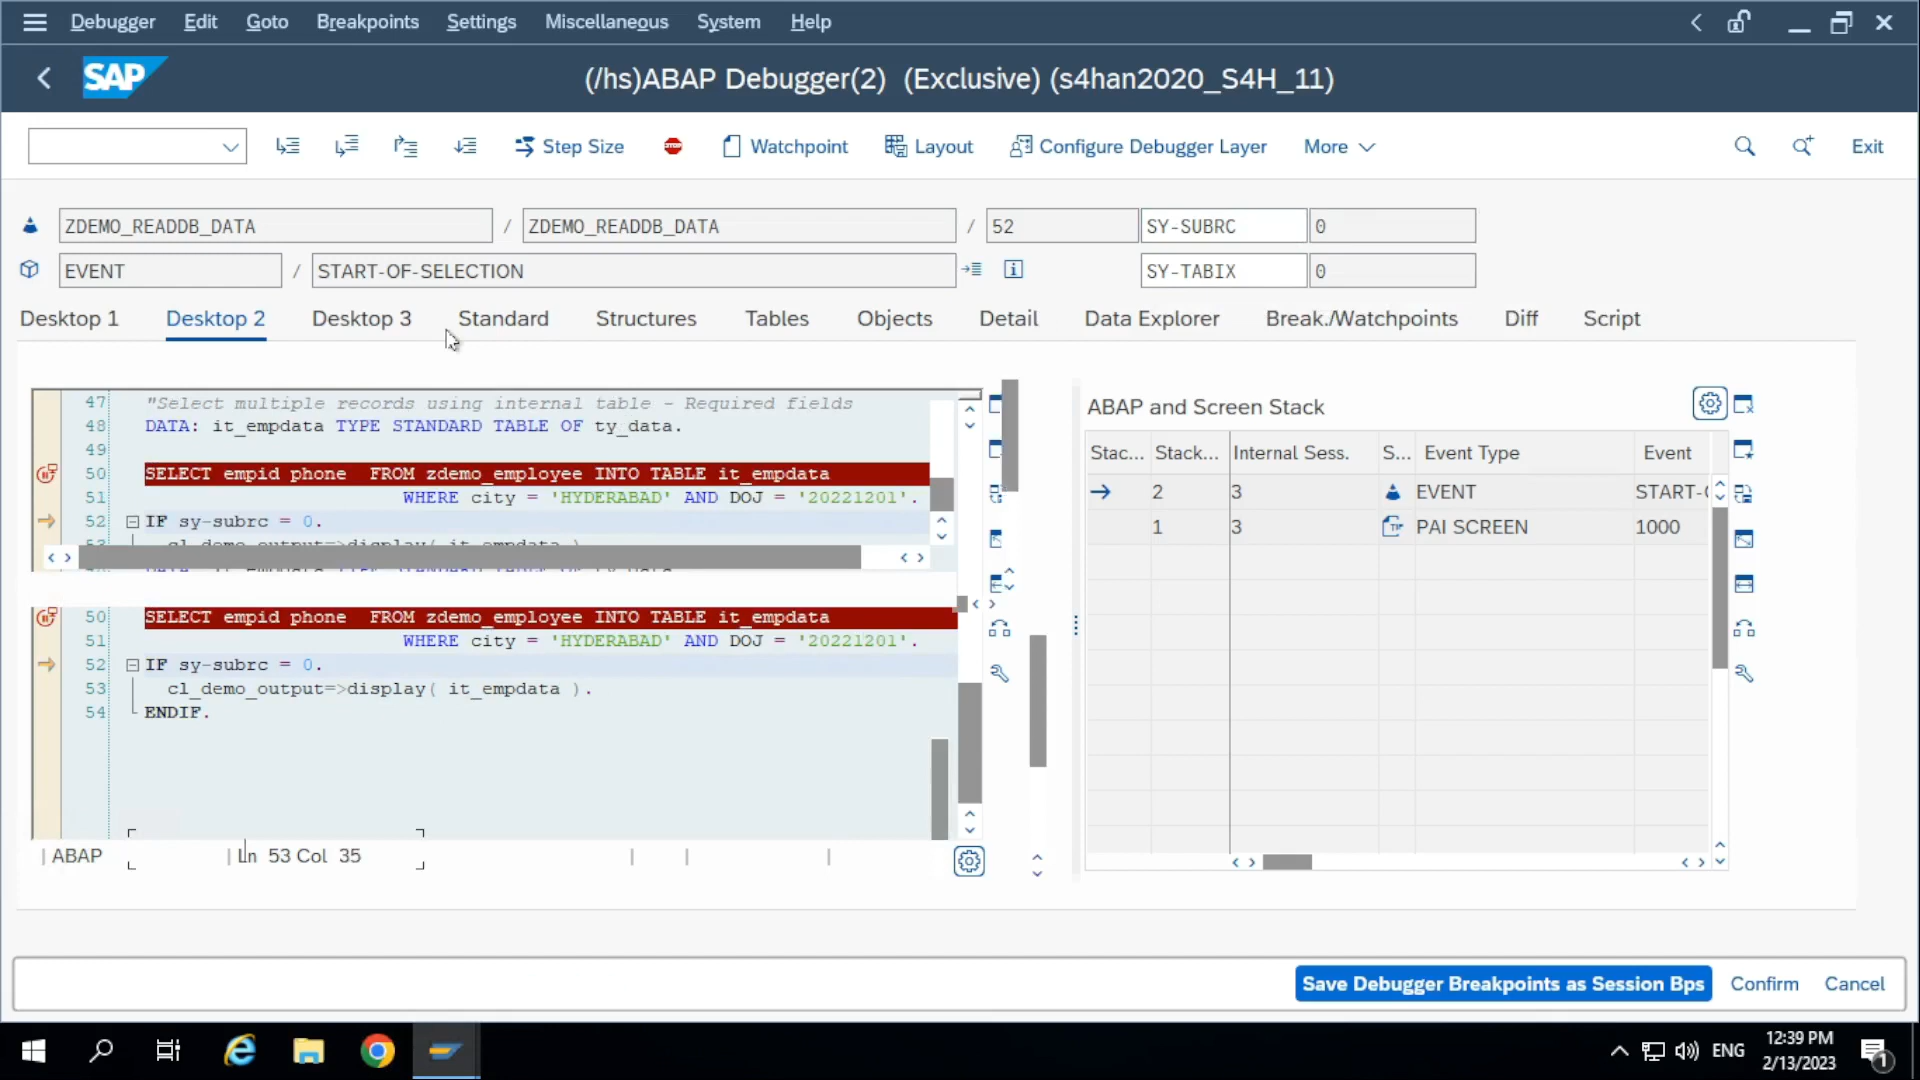 Debugger Edit Goto Breakpoints Settings Miscellaneous System Help
SAP (/hs)ABAP Debugger(2) (Exclusive) (s4han2020_S4H_11)
Step Size STOP Watchpoint Layout Configure Debugger Layer More Exit
ZDEMO_READDB_DATA / ZDEMO_READDB_DATA / 52 SY-SUBRC 0
EVENT / START-OF-SELECTION SY-TABIX 0
Desktop 1 Desktop 2 Desktop 3 Standard Structures Tables Objects Detail Data Explorer Break./Watchpoints Diff Script
47 "Select multiple records using internal table - Required fields
48 DATA: it_empdata TYPE STANDARD TABLE OF ty_data.
49
50 SELECT empid phone FROM zdemo_employee INTO TABLE it_empdata
51 WHERE city = 'HYDERABAD' AND DOJ = '20221201'.
52 IF sy-subrc = 0.
53 cl_demo_output=>display( it_empdata )
50 SELECT empid phone FROM zdemo_employee INTO TABLE it_empdata
51 WHERE city = 'HYDERABAD' AND DOJ = '20221201'.
52 IF sy-subrc = 0.
53 cl_demo_output=>display( it_empdata ).
54 ENDIF.
ABAP Ln 53 Col 35
ABAP and Screen Stack
Stac... Stack... Internal Sess. S... Event Type Event
2 3 EVENT START-(
1 3 PAI SCREEN 1000
Save Debugger Breakpoints as Session Bps Confirm Cancel
ENG 12:39 PM
2/13/2023 1